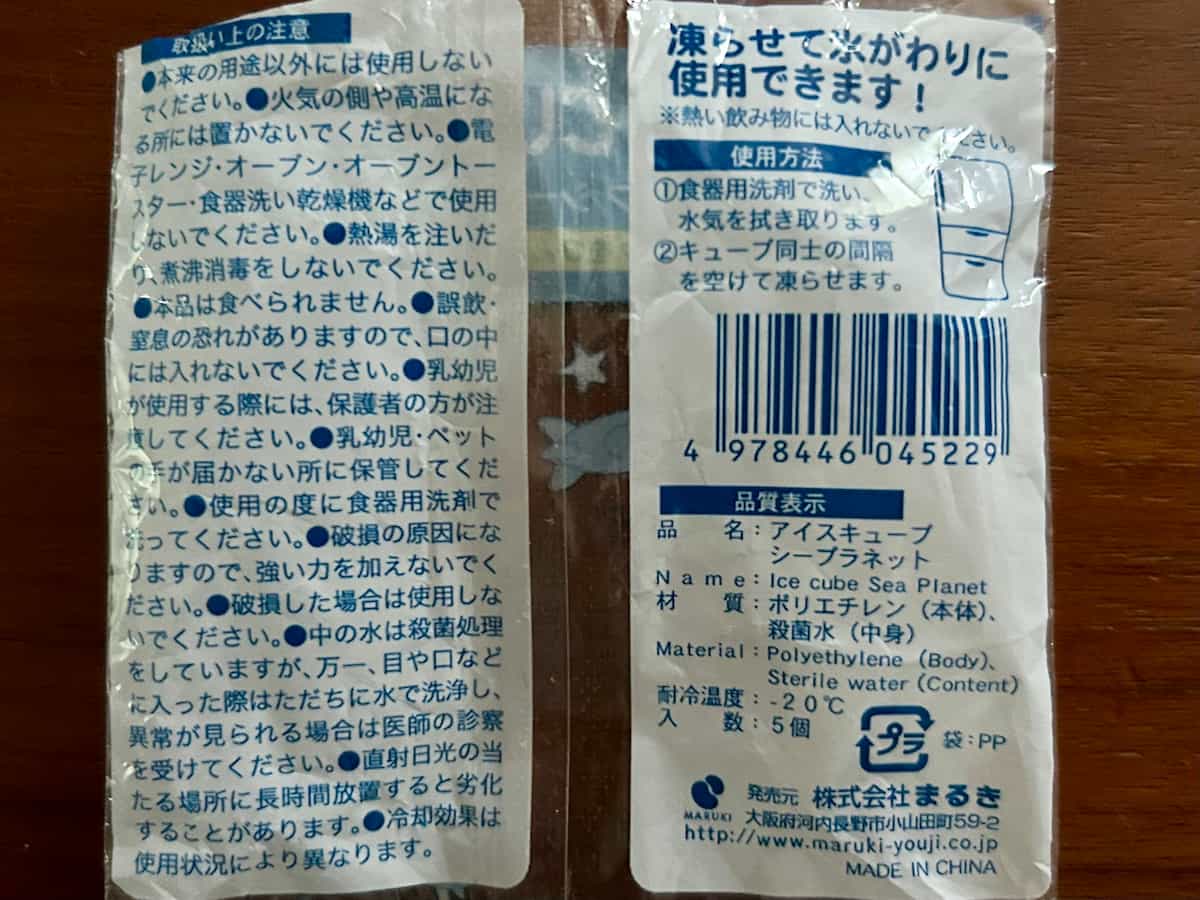 取扱い上の注意
●本来の用途以外には使用しない
でください。●火気の側や高温にな
る所には置かないでください。●電
子レンジ・オーブン・オーブントー
スター・食器洗い乾燥機などで使用
しないでください。●熱湯を注いだ
り、煮沸消毒をしないでください。
●本品は食べられません。●誤飲・
窒息の恐れがありますので、口の中
には入れないでください。●乳幼児
が使用する際には、保護者の方が注
意してください。●乳幼児・ペット
の手が届かない所に保管してくだ
さい。●使用の度に食器用洗剤で
洗ってください。●破損の原因にな
りますので、強い力を加えないでく
ださい。●破損した場合は使用しな
いでください。●中の水は殺菌処理
をしていますが、万一、目や口など
に入った際はただちに水で洗浄し、
異常が見られる場合は医師の診察
を受けてください。●直射日光の当
たる場所に長時間放置すると劣化
することがあります。●冷却効果は
使用状況により異なります。
凍らせて氷がわりに
使用できます！
※熱い飲み物には入れないでください。
使用方法
①食器用洗剤で洗い、
水気を拭き取ります。
②キューブ同士の間隔
を空けて凍らせます。
4 978446 045229
品質表示
品名：アイスキューブ
シープラネット
Name：Ice cube Sea Planet
材質：ポリエチレン（本体）、
殺菌水（中身）
Material：Polyethylene (Body)、
Sterile water (Content)
耐冷温度：-20℃
入数：5個
プラ 袋：PP
MARUKI 発売元 株式会社まるき
大阪府河内長野市小山田町59-2
http://www.maruki-youji.co.jp
MADE IN CHINA